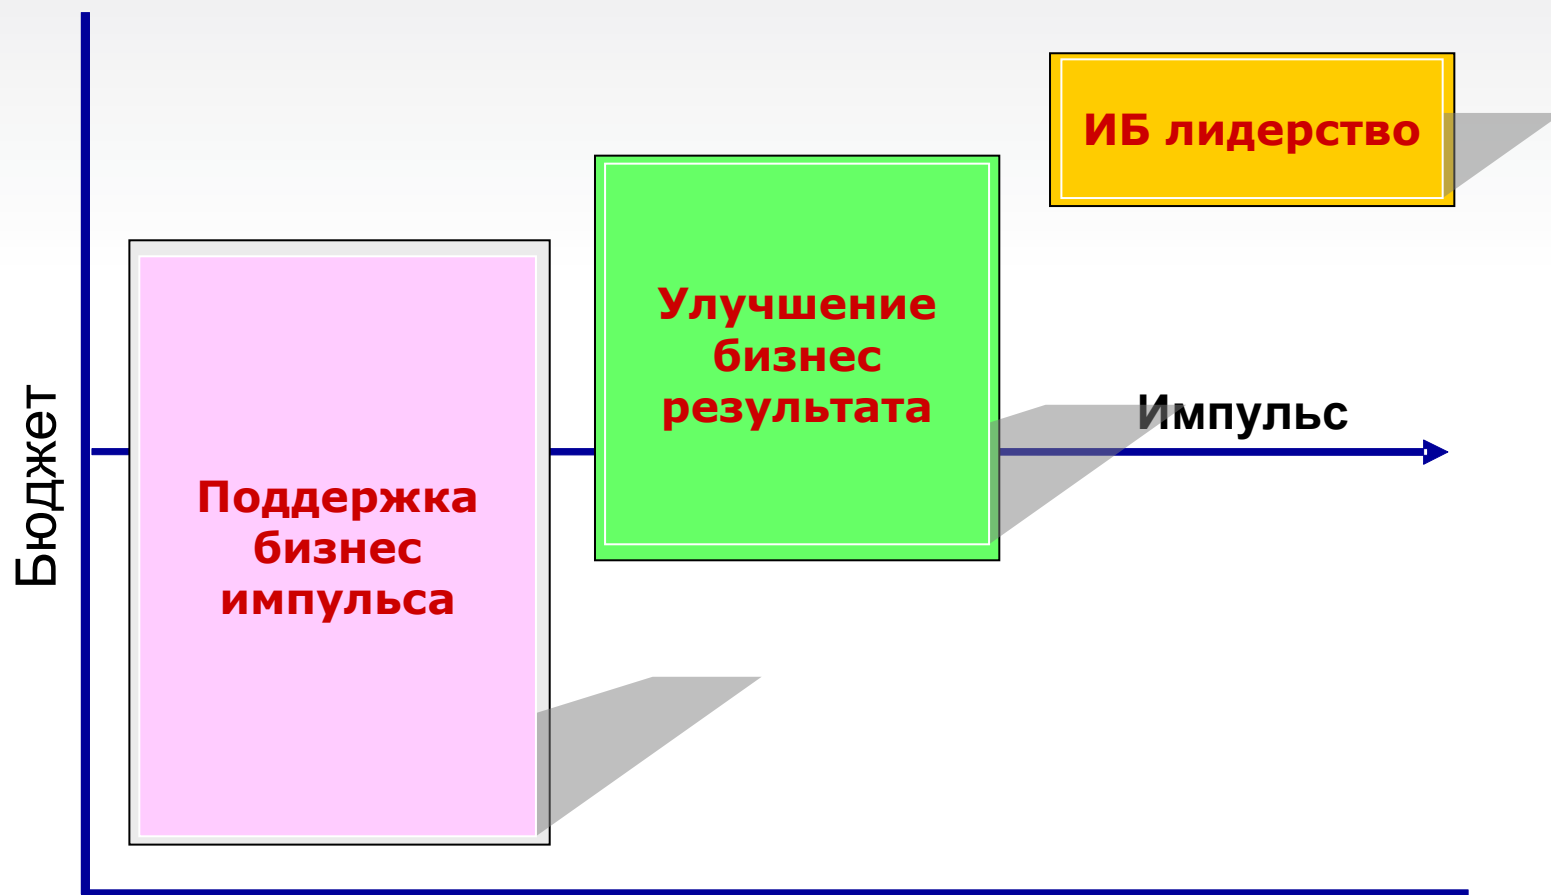 ИБ лидерство
Улучшение
бизнес
результата
Импульс
Бюджет
Поддержка
бизнес
импульса